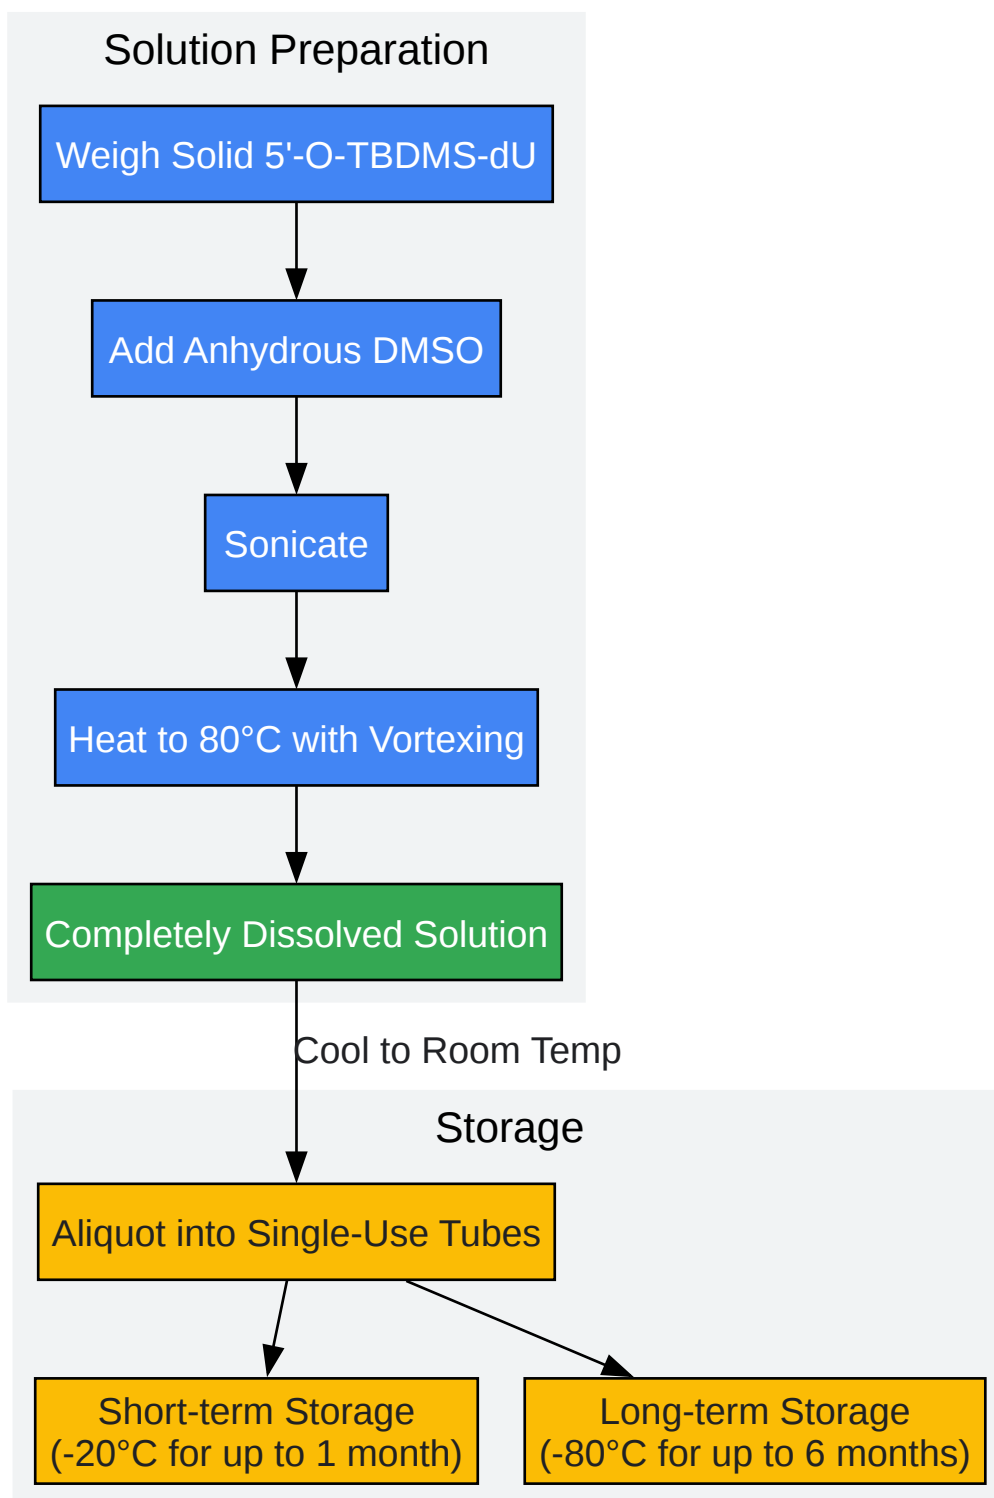 Solution Preparation
Weigh Solid 5'-O-TBDMS-dU
Add Anhydrous DMSO
Sonicate
Heat to 80°C with Vortexing
Completely Dissolved Solution
Cool to Room Temp
Storage
Aliquot into Single-Use Tubes
Short-term Storage
(-20°C for up to 1 month)
Long-term Storage
(-80°C for up to 6 months)